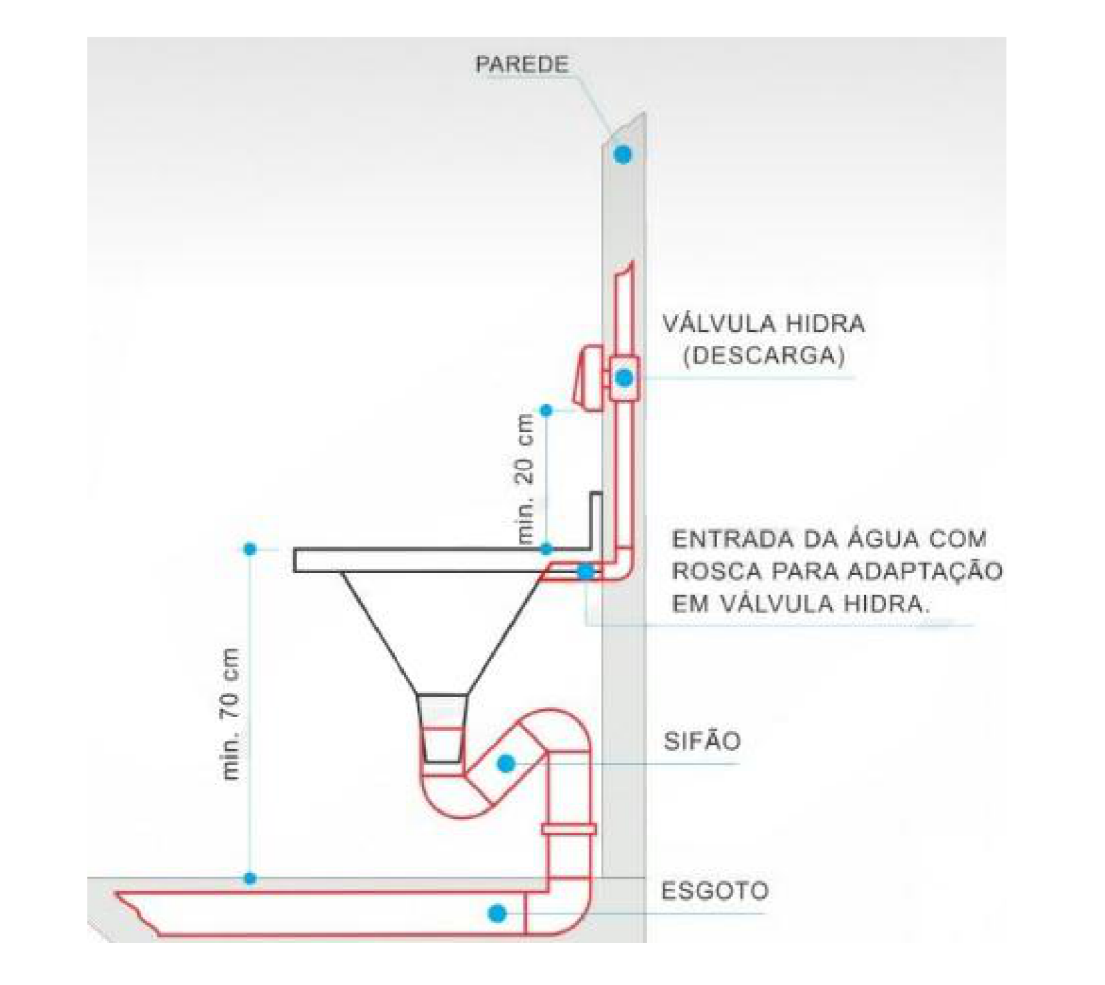 PAREDE
VÁLVULA HIDRA
(DESCARGA)
min. 20 cm
ENTRADA DA ÁGUA COM
ROSCA PARA ADAPTAÇÃO
EM VÁLVULA HIDRA.
min. 70 cm
SIFÃO
ESGOTO